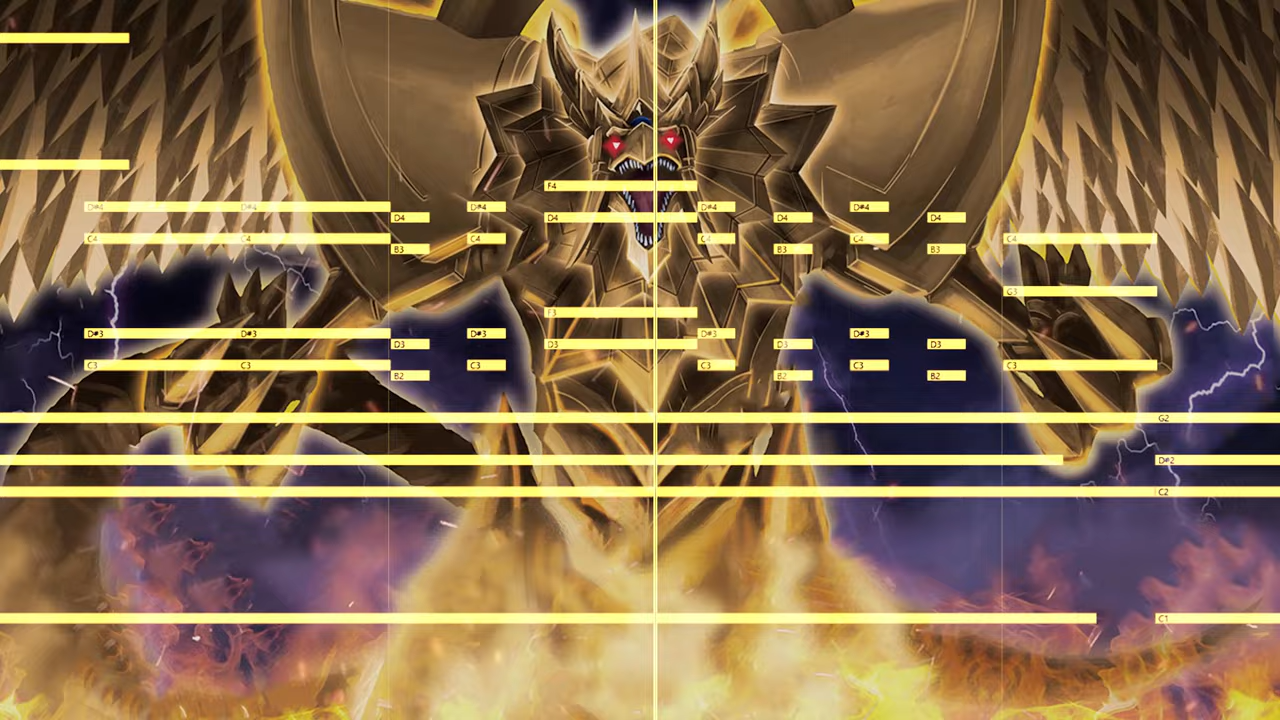 F4
D#4 D#4 D#4 D#4 D#4
D4 D4 D4 D4
C4 C4 C4 C4 C4 C4
B3 B3 B3
G3
F3
D#3 D#3 D#3 D#3 D#3
D3 D3 D3 D3
C3 C3 C3 C3 C3 C3
B2 B2 B2
G2
D#2
C2
C1